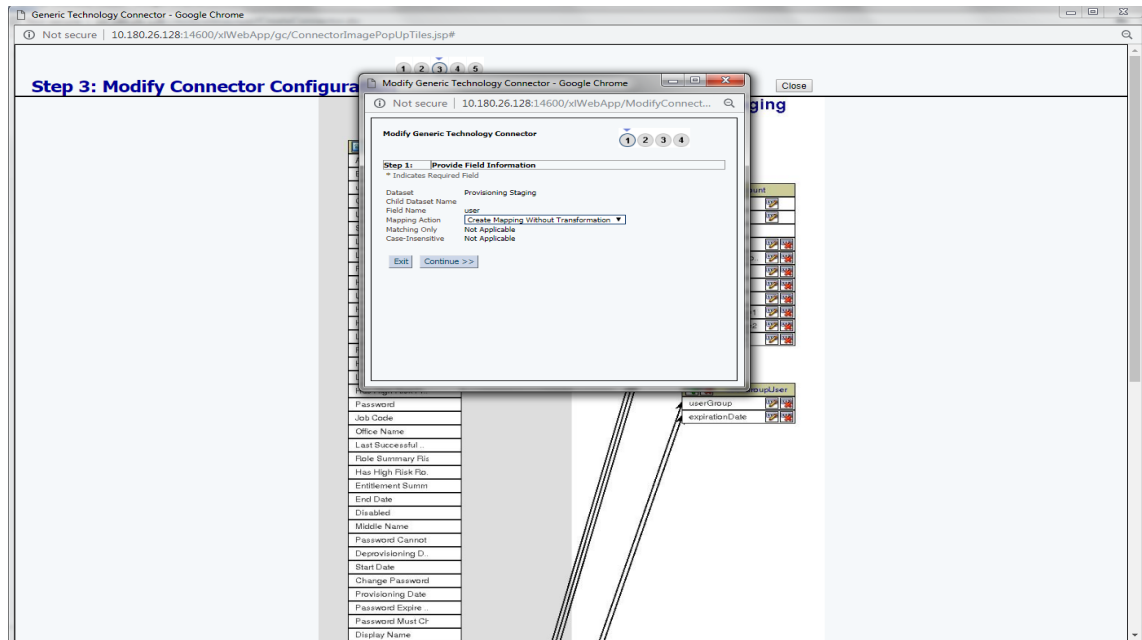 Generic Technology Connector - Google Chrome
Not secure | 10.180.26.128:14600/xlWebApp/gc/ConnectorImagePopUpTiles.jsp#
1 2 3 4 5
Step 3: Modify Connector Configura
Close
ging
Modify Generic Technology Connector - Google Chrome
Not secure | 10.180.26.128:14600/xlWebApp/ModifyConnect...
Modify Generic Technology Connector
1 2 3 4
Step 1: Provide Field Information
* Indicates Required Field
Dataset Provisioning Staging
Child Dataset Name
Field Name user
Mapping Action Create Mapping Without Transformation
Matching Only Not Applicable
Case-Insensitive Not Applicable
Exit Continue >>
oupUser
userGroup
expirationDate
Password
Job Code
Office Name
Last Successful ..
Role Summary Ris
Has High Risk Ro.
Entitlement Summ
End Date
Disabled
Middle Name
Password Cannot
Deprovisioning D..
Start Date
Change Password
Provisioning Date
Password Expire ..
Password Must Ch
Display Name